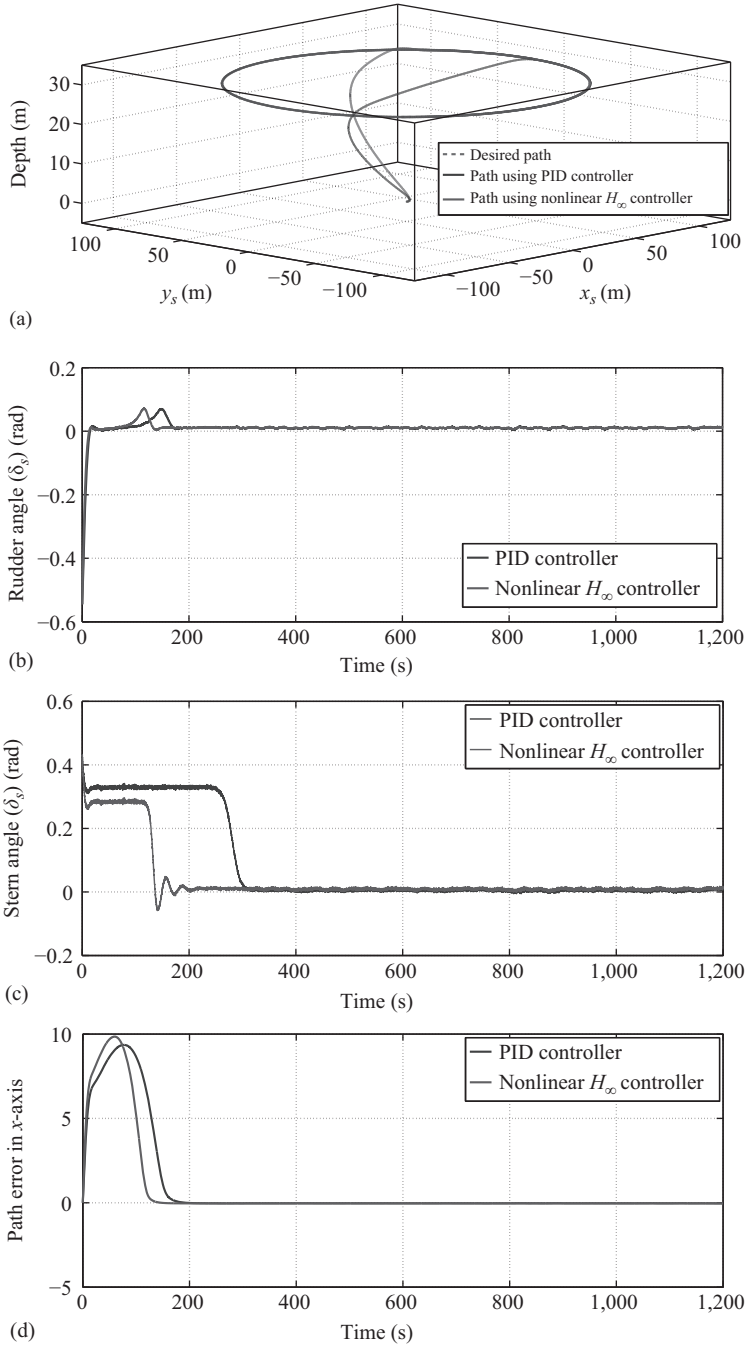 30
20
10
0
Depth (m)
Desired path
Path using PID controller
Path using nonlinear H∞ controller
100
50
0
−50
−100
yₛ (m)
−100
−50
0
50
100
xₛ (m)
(a)
0.2
0
−0.2
−0.4
−0.6
Rudder angle (δₛ) (rad)
PID controller
Nonlinear H∞ controller
0 200 400 600 800 1,000 1,200
Time (s)
(b)
0.6
0.4
0.2
0
−0.2
Stern angle (δₛ) (rad)
PID controller
Nonlinear H∞ controller
0 200 400 600 800 1,000 1,200
Time (s)
(c)
10
5
0
−5
Path error in x-axis
PID controller
Nonlinear H∞ controller
0 200 400 600 800 1,000 1,200
Time (s)
(d)